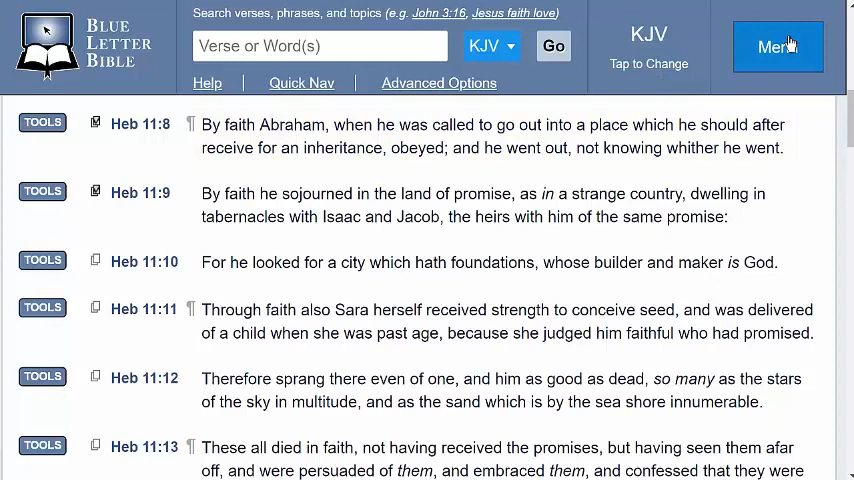 BLUE
LETTER
BIBLE
Search verses, phrases, and topics (e.g. John 3:16, Jesus faith love)
Verse or Word(s)
KJV
Go
Help
Quick Nav
Advanced Options
KJV
Tap to Change
TOOLS Heb 11:8 ¶ By faith Abraham, when he was called to go out into a place which he should after
receive for an inheritance, obeyed; and he went out, not knowing whither he went.
TOOLS Heb 11:9 By faith he sojourned in the land of promise, as in a strange country, dwelling in
tabernacles with Isaac and Jacob, the heirs with him of the same promise:
TOOLS Heb 11:10 For he looked for a city which hath foundations, whose builder and maker is God.
TOOLS Heb 11:11 ¶ Through faith also Sara herself received strength to conceive seed, and was delivered
of a child when she was past age, because she judged him faithful who had promised.
TOOLS Heb 11:12 Therefore sprang there even of one, and him as good as dead, so many as the stars
of the sky in multitude, and as the sand which is by the sea shore innumerable.
TOOLS Heb 11:13 ¶ These all died in faith, not having received the promises, but having seen them afar
off, and were persuaded of them, and embraced them, and confessed that they were